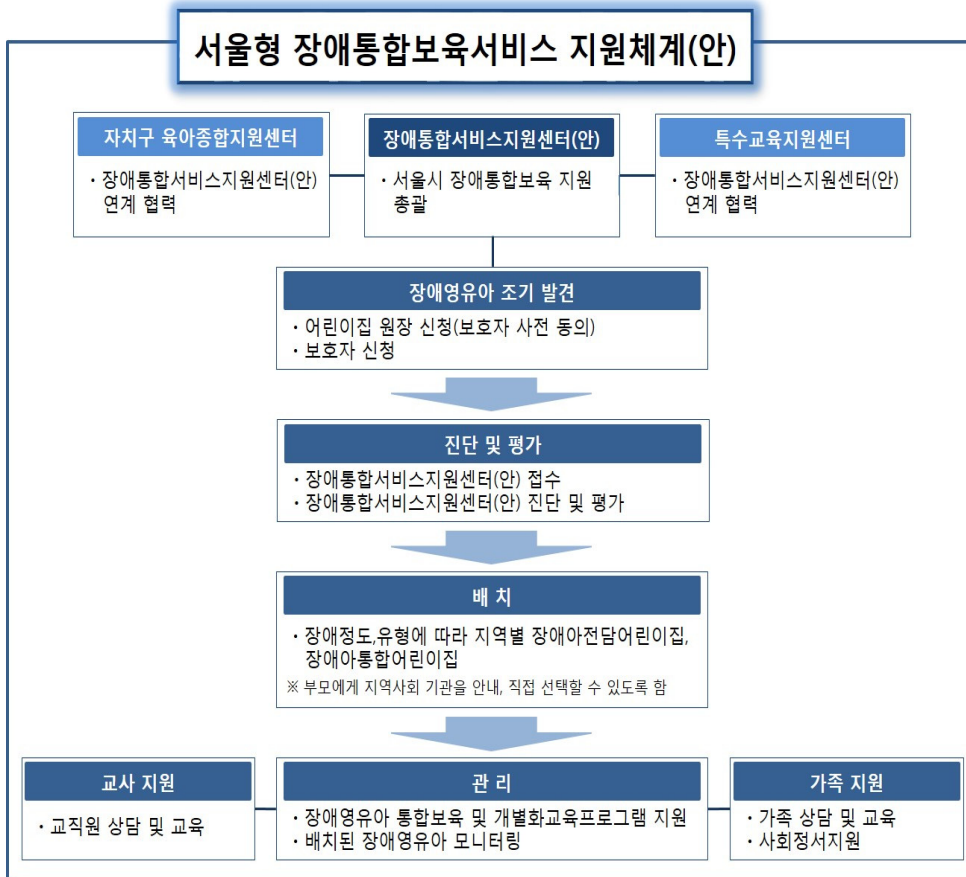 서울형 장애통합보육서비스 지원체계(안)
자치구 육아종합지원센터
· 장애통합서비스지원센터(안)
연계 협력
장애통합서비스지원센터(안)
· 서울시 장애통합보육 지원
총괄
특수교육지원센터
· 장애통합서비스지원센터(안)
연계 협력
장애영유아 조기 발견
· 어린이집 원장 신청(보호자 사전 동의)
· 보호자 신청
진단 및 평가
· 장애통합서비스지원센터(안) 접수
· 장애통합서비스지원센터(안) 진단 및 평가
배 치
· 장애정도,유형에 따라 지역별 장애아전담어린이집,
장애아통합어린이집
※ 부모에게 지역사회 기관을 안내, 직접 선택할 수 있도록 함
교사 지원
· 교직원 상담 및 교육
관 리
· 장애영유아 통합보육 및 개별화교육프로그램 지원
· 배치된 장애영유아 모니터링
가족 지원
· 가족 상담 및 교육
· 사회정서지원